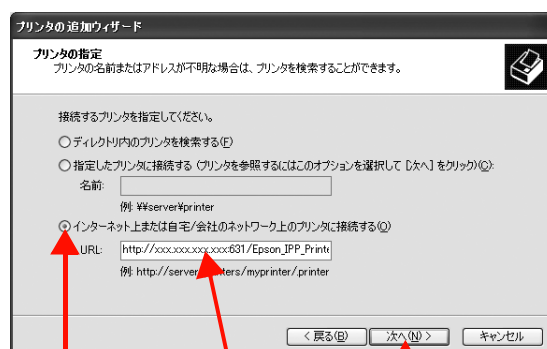 プリンタの追加ウィザード
プリンタの指定
プリンタの名前またはアドレスが不明な場合は、プリンタを検索することができます。
接続するプリンタを指定してください。
ディレクトリ内のプリンタを検索する(F)
指定したプリンタに接続する (プリンタを参照するにはこのオプションを選択して [次へ] をクリック)(C):
名前:
例: ¥¥server¥printer
インターネット上または自宅/会社のネットワーク上のプリンタに接続する(O)
URL: http://xxx.xxx.xxx.xxx:631/Epson_IPP_Printe
例: http://server/printers/myprinter/.printer
< 戻る(B) 次へ(N) > キャンセル